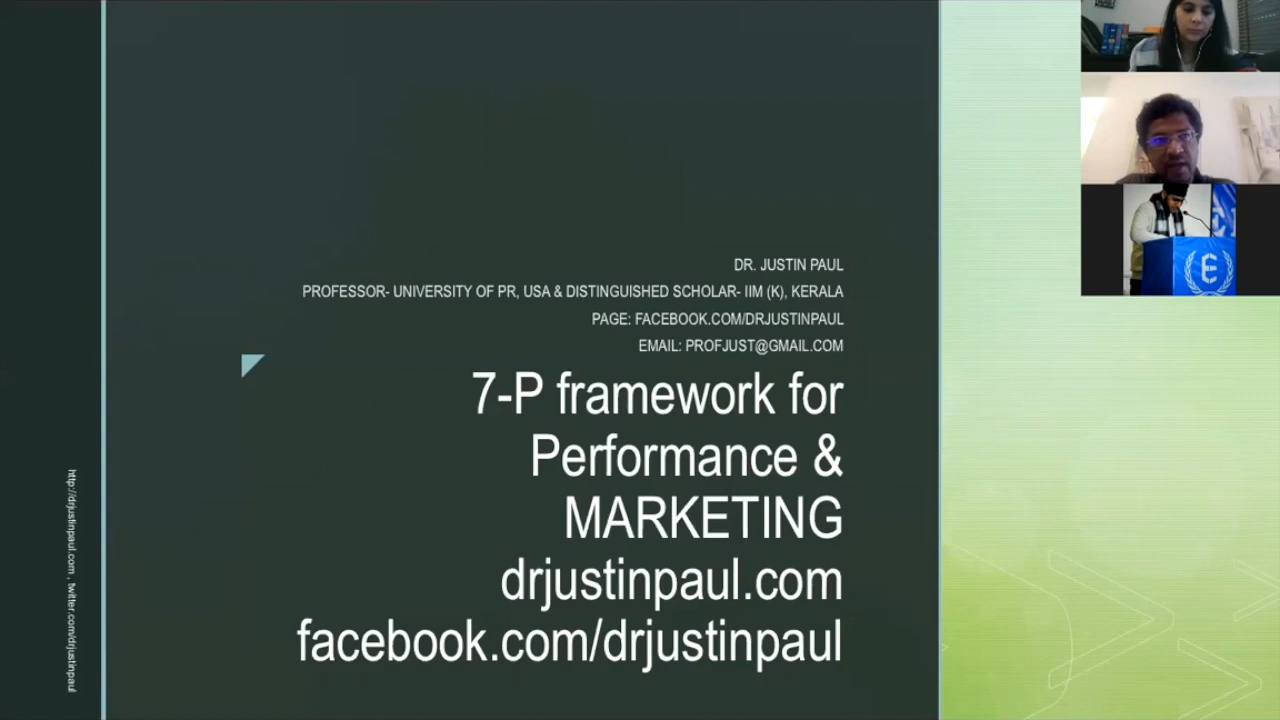 DR. JUSTIN PAUL
PROFESSOR- UNIVERSITY OF PR, USA & DISTINGUISHED SCHOLAR- IIM (K), KERALA
PAGE: FACEBOOK.COM/DRJUSTINPAUL
EMAIL: PROFJUST@GMAIL.COM
7-P framework for
Performance &
MARKETING
drjustinpaul.com
facebook.com/drjustinpaul
http://drjustinpaul.com , twitter.com/drjustinpaul
E